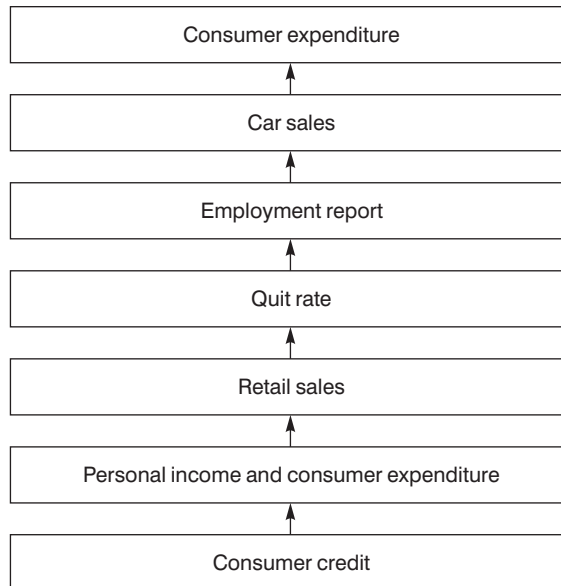 Consumer expenditure
Car sales
Employment report
Quit rate
Retail sales
Personal income and consumer expenditure
Consumer credit